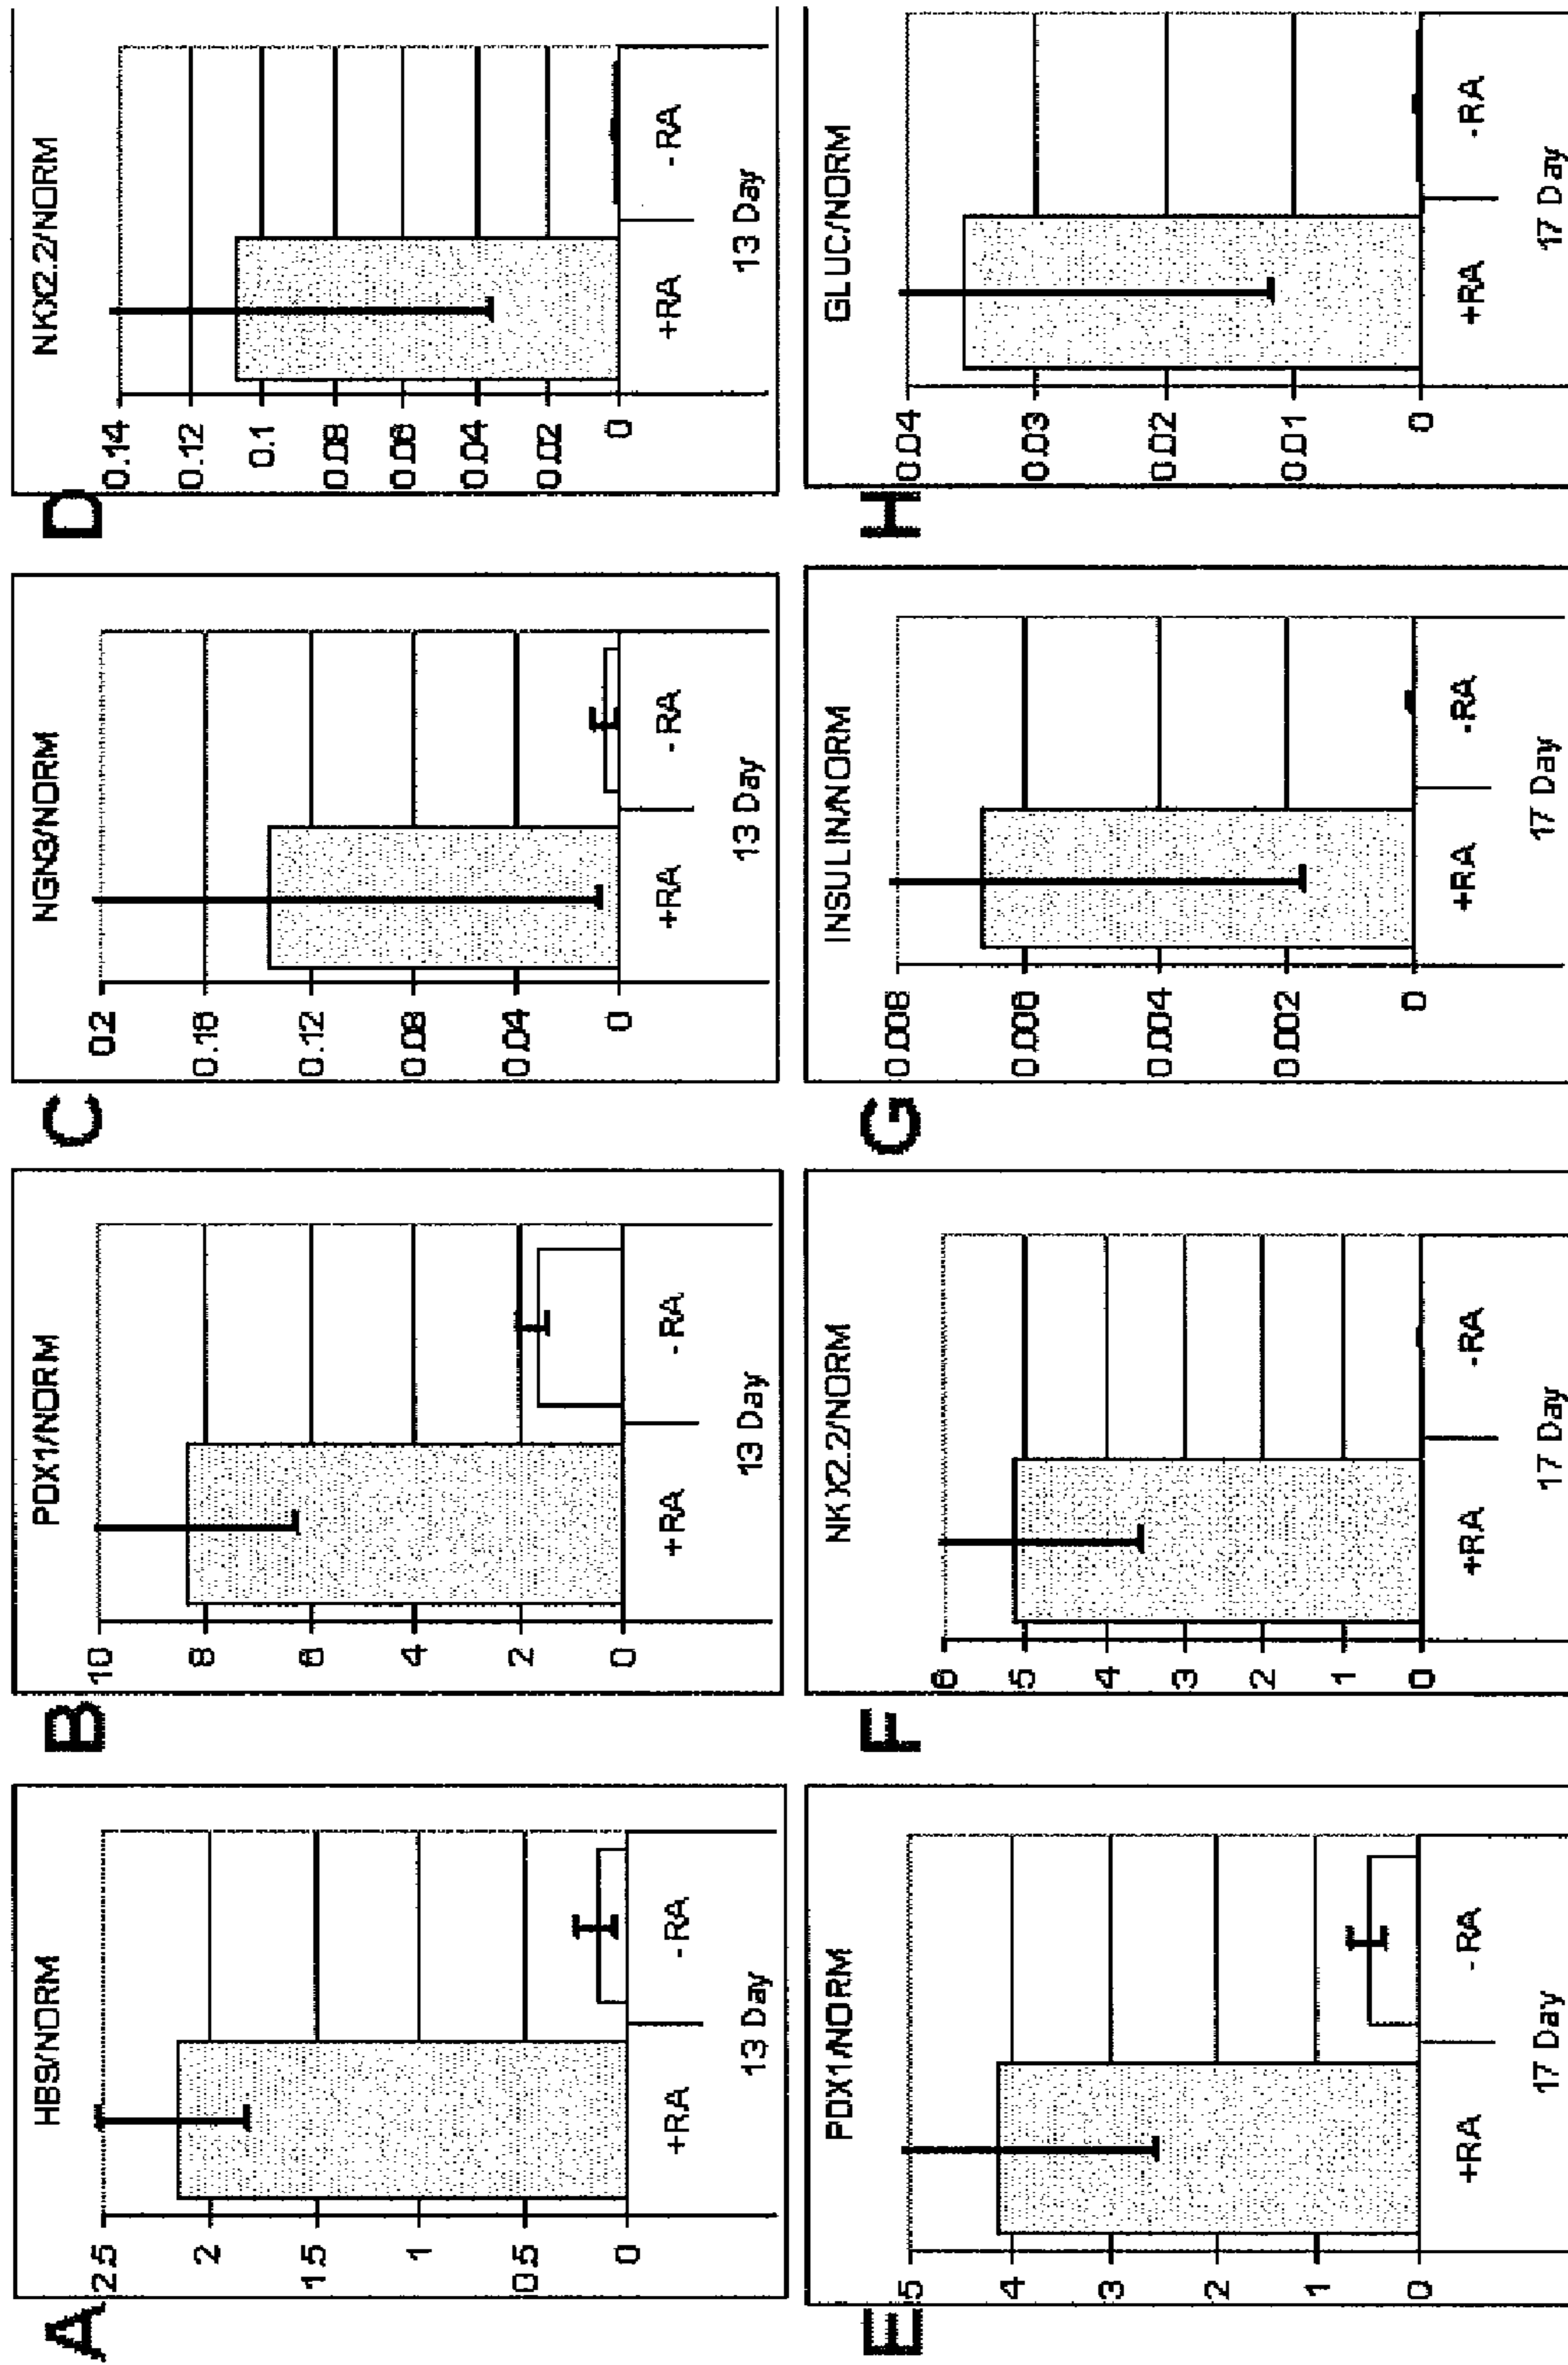 A
HB9/NORM
2.5
2
1.5
1
0.5
0
+RA
-RA
13 Day
B
PDX1/NORM
10
8
6
4
2
0
+RA
-RA
13 Day
C
NGN3/NORM
0.2
0.16
0.12
0.08
0.04
0
+RA
-RA
13 Day
D
NKX2.2/NORM
0.14
0.12
0.1
0.08
0.06
0.04
0.02
0
+RA
-RA
13 Day
E
PDX1/NORM
5
4
3
2
1
0
+RA
-RA
17 Day
F
NKX2.2/NORM
6
5
4
3
2
1
0
+RA
-RA
17 Day
G
INSULIN/NORM
0.008
0.006
0.004
0.002
0
+RA
-RA
17 Day
H
GLUC/NORM
0.04
0.03
0.02
0.01
0
+RA
-RA
17 Day